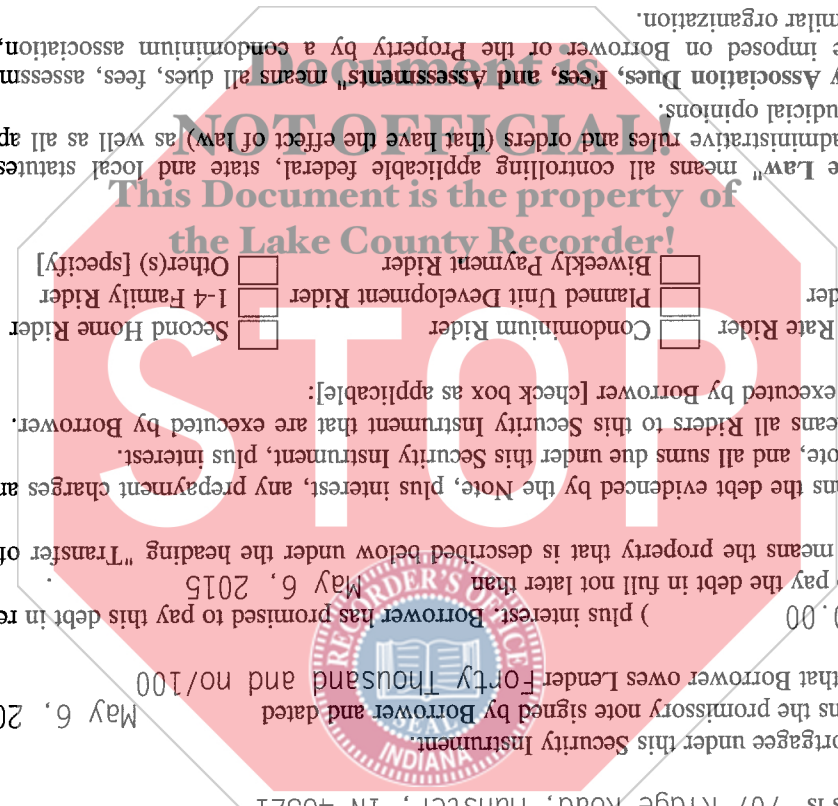 is 707 Ridge Road, Munster, IN 46321
ortgagee under this Security Instrument.
ns the promissory note signed by Borrower and dated May 6, 20
that Borrower owes Lender Forty Thousand and no/100
0.00 ) plus interest. Borrower has promised to pay this debt in re
pay the debt in full not later than May 6, 2015 .
means the property that is described below under the heading "Transfer of
ns the debt evidenced by the Note, plus interest, any prepayment charges an
ote, and all sums due under this Security Instrument, plus interest.
eans all Riders to this Security Instrument that are executed by Borrower.
executed by Borrower [check box as applicable]:
Rate Rider Condominium Rider Second Home Rider
der Planned Unit Development Rider 1-4 Family Rider
Biweekly Payment Rider Other(s) [specify]
e Law" means all controlling applicable federal, state and local statutes
administrative rules and orders (that have the effect of law) as well as all ap
udicial opinions.
y Association Dues, Fees, and Assessments" means all dues, fees, assessm
e imposed on Borrower or the Property by a condominium association,
milar organization.
Document is
NOT OFFICIAL!
This Document is the property of
the Lake County Recorder!
STOP
RECORDER'S OFFICE
SEAL
INDIANA